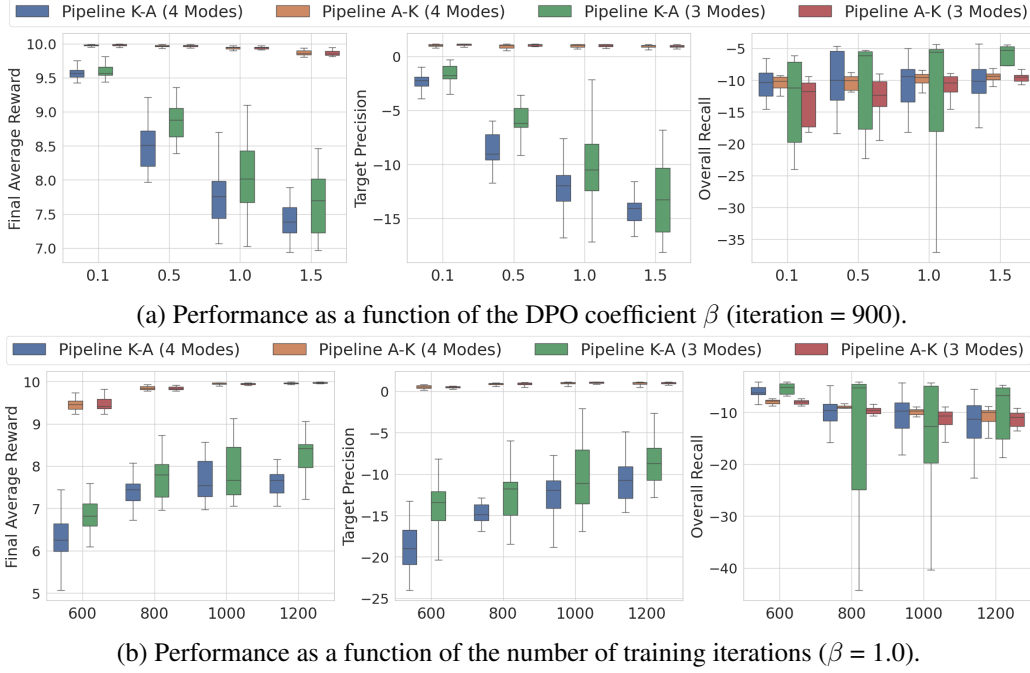 Pipeline K-A (4 Modes) Pipeline A-K (4 Modes) Pipeline K-A (3 Modes) Pipeline A-K (3 Modes)
Final Average Reward
10.0
9.5
9.0
8.5
8.0
7.5
7.0
0.1 0.5 1.0 1.5
Target Precision
0
−5
−10
−15
0.1 0.5 1.0 1.5
Overall Recall
−5
−10
−15
−20
−25
−30
−35
0.1 0.5 1.0 1.5
(a) Performance as a function of the DPO coefficient β (iteration = 900).
Pipeline K-A (4 Modes) Pipeline A-K (4 Modes) Pipeline K-A (3 Modes) Pipeline A-K (3 Modes)
Final Average Reward
10
9
8
7
6
5
600 800 1000 1200
Target Precision
0
−5
−10
−15
−20
−25
600 800 1000 1200
Overall Recall
−10
−20
−30
−40
600 800 1000 1200
(b) Performance as a function of the number of training iterations (β = 1.0).